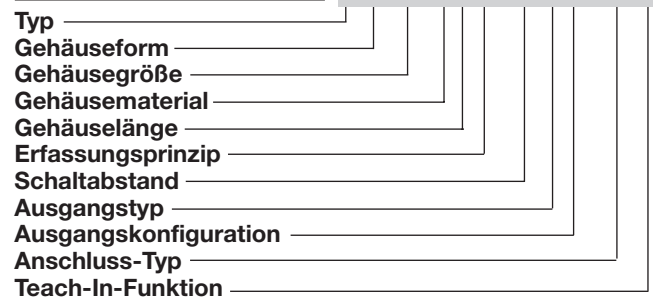 Typ
Gehäuseform
Gehäusegröße
Gehäusematerial
Gehäuselänge
Erfassungsprinzip
Schaltabstand
Ausgangstyp
Ausgangskonfiguration
Anschluss-Typ
Teach-In-Funktion